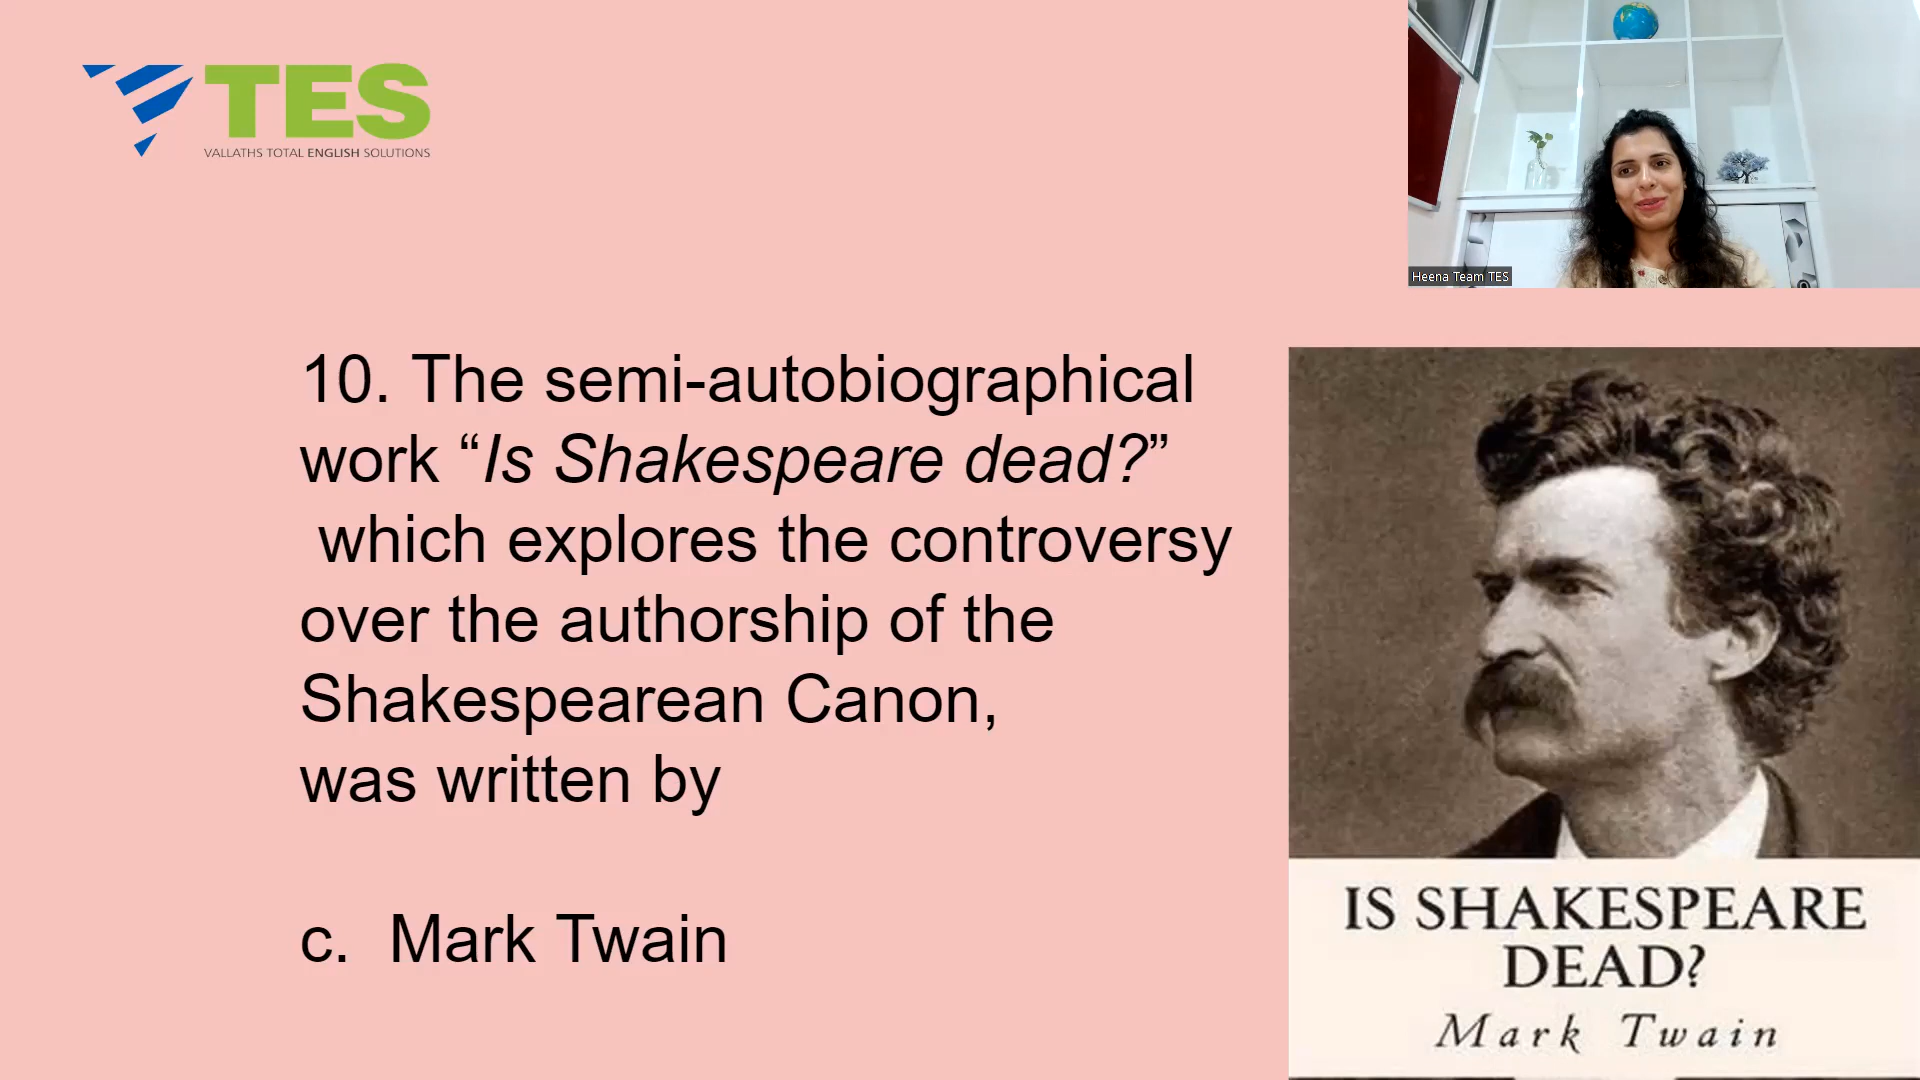 TES
VALLATHS TOTAL ENGLISH SOLUTIONS
Heena Team TES
10. The semi-autobiographical
work “Is Shakespeare dead?”
which explores the controversy
over the authorship of the
Shakespearean Canon,
was written by
c. Mark Twain
IS SHAKESPEARE
DEAD?
Mark Twain